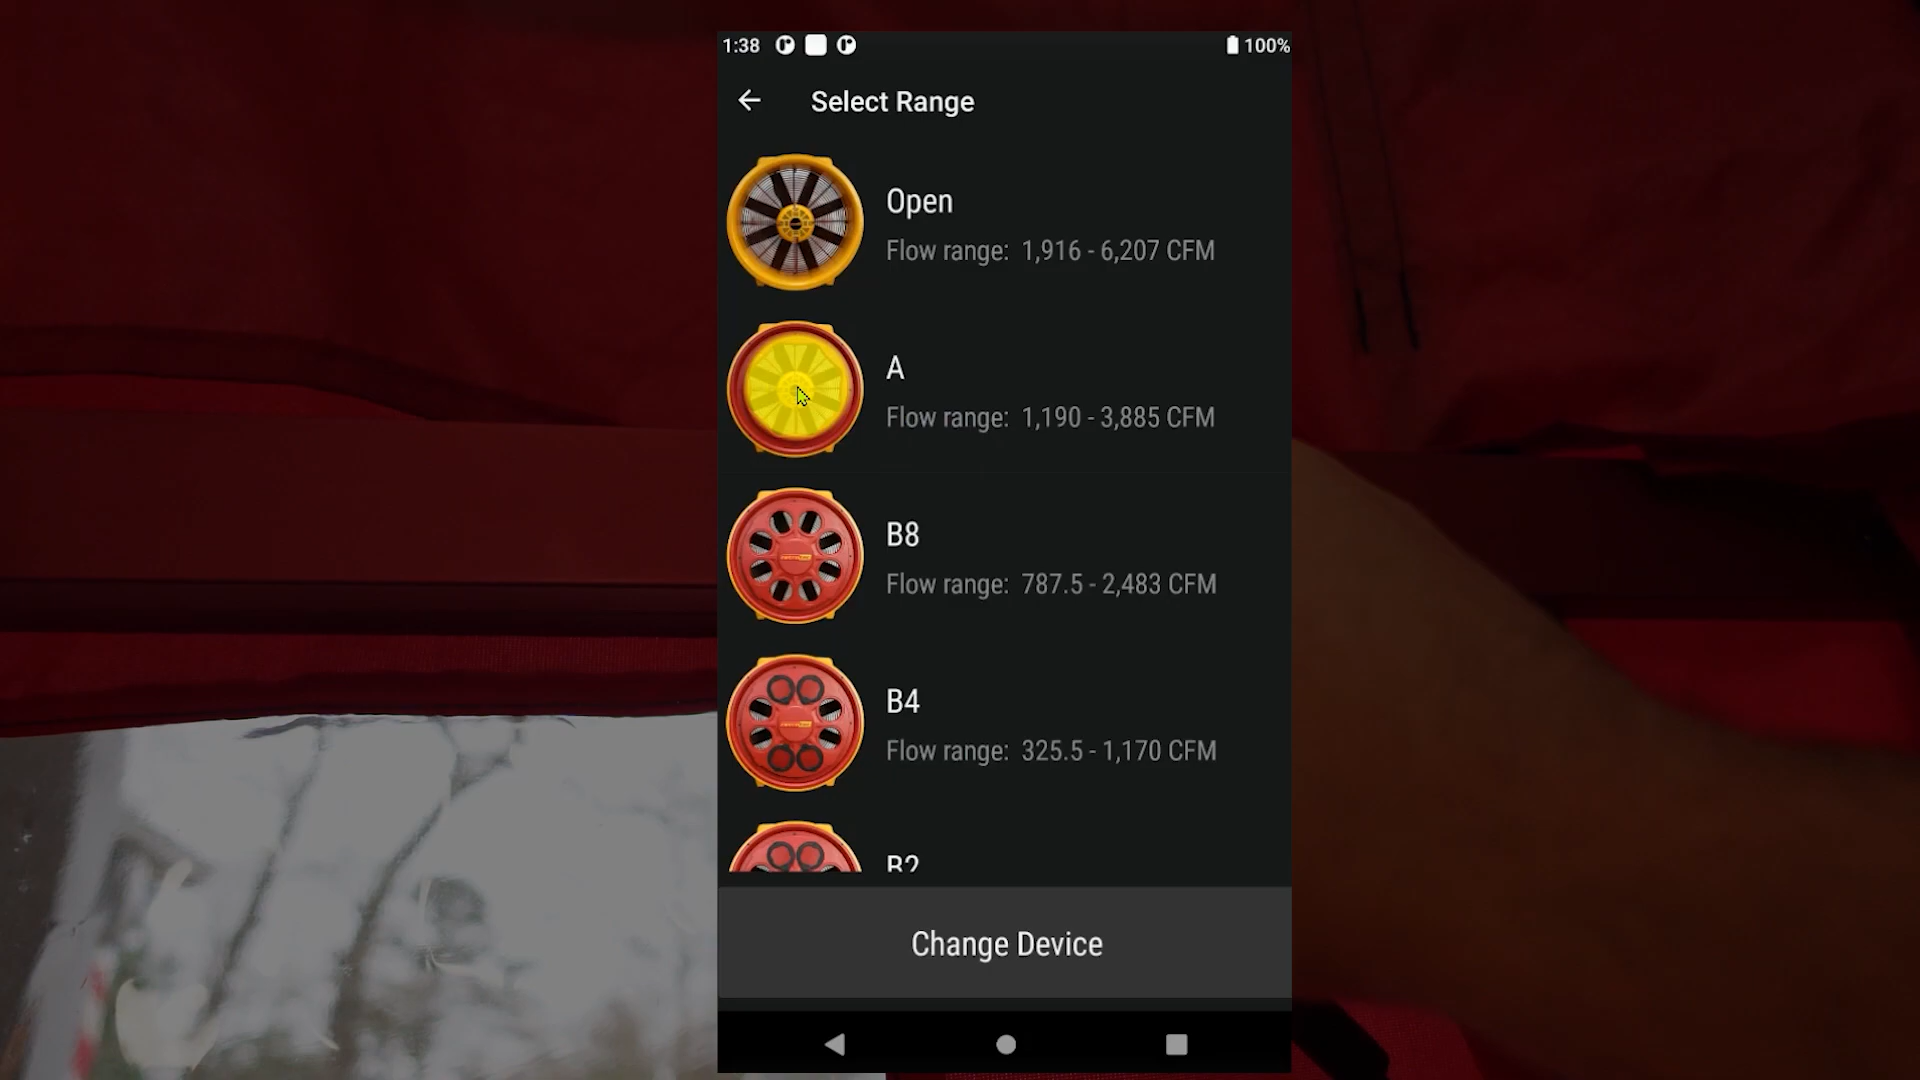 1:38
100%
Select Range
Open
Flow range: 1,916 - 6,207 CFM
A
Flow range: 1,190 - 3,885 CFM
B8
Flow range: 787.5 - 2,483 CFM
B4
Flow range: 325.5 - 1,170 CFM
B2
Change Device